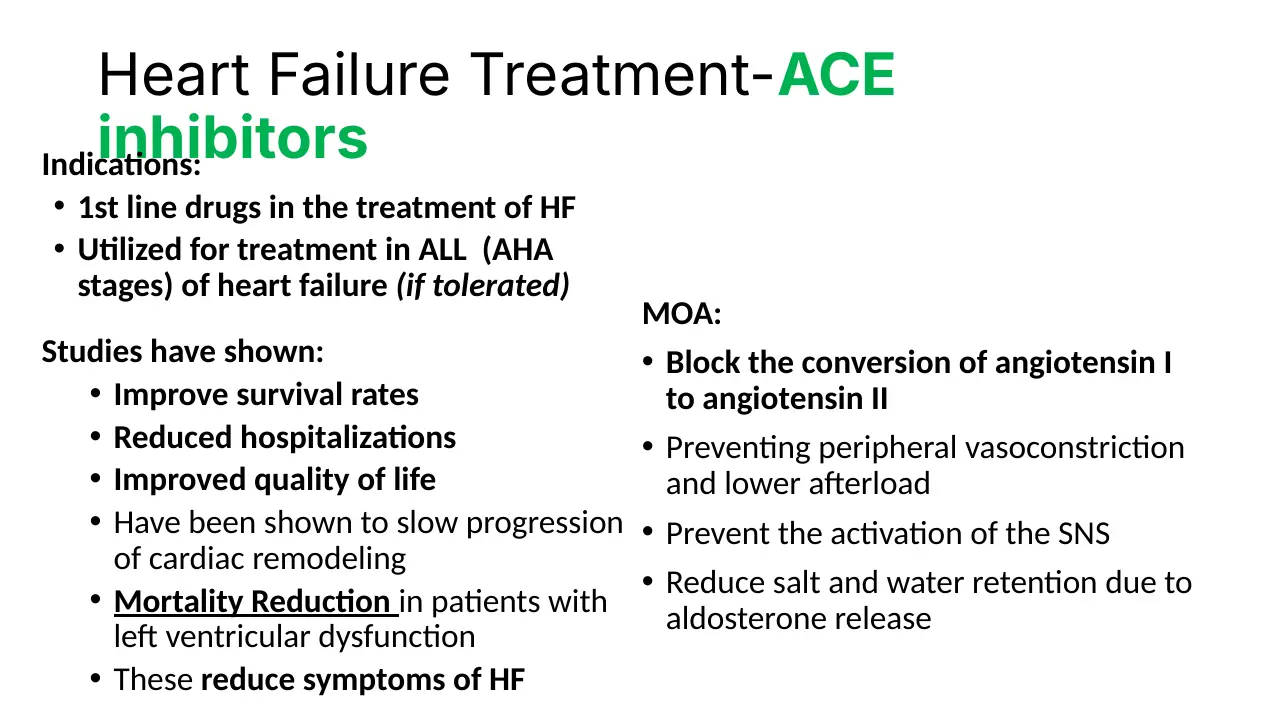 Heart Failure Treatment-ACE
inhibitors
Indications:
• 1st line drugs in the treatment of HF
• Utilized for treatment in ALL  (AHA
stages) of heart failure (if tolerated)
Studies have shown:
• Improve survival rates
• Reduced hospitalizations
• Improved quality of life
• Have been shown to slow progression
of cardiac remodeling
• Mortality Reduction in patients with
left ventricular dysfunction
• These reduce symptoms of HF
MOA:
• Block the conversion of angiotensin I
to angiotensin II
• Preventing peripheral vasoconstriction
and lower afterload
• Prevent the activation of the SNS
• Reduce salt and water retention due to
aldosterone release